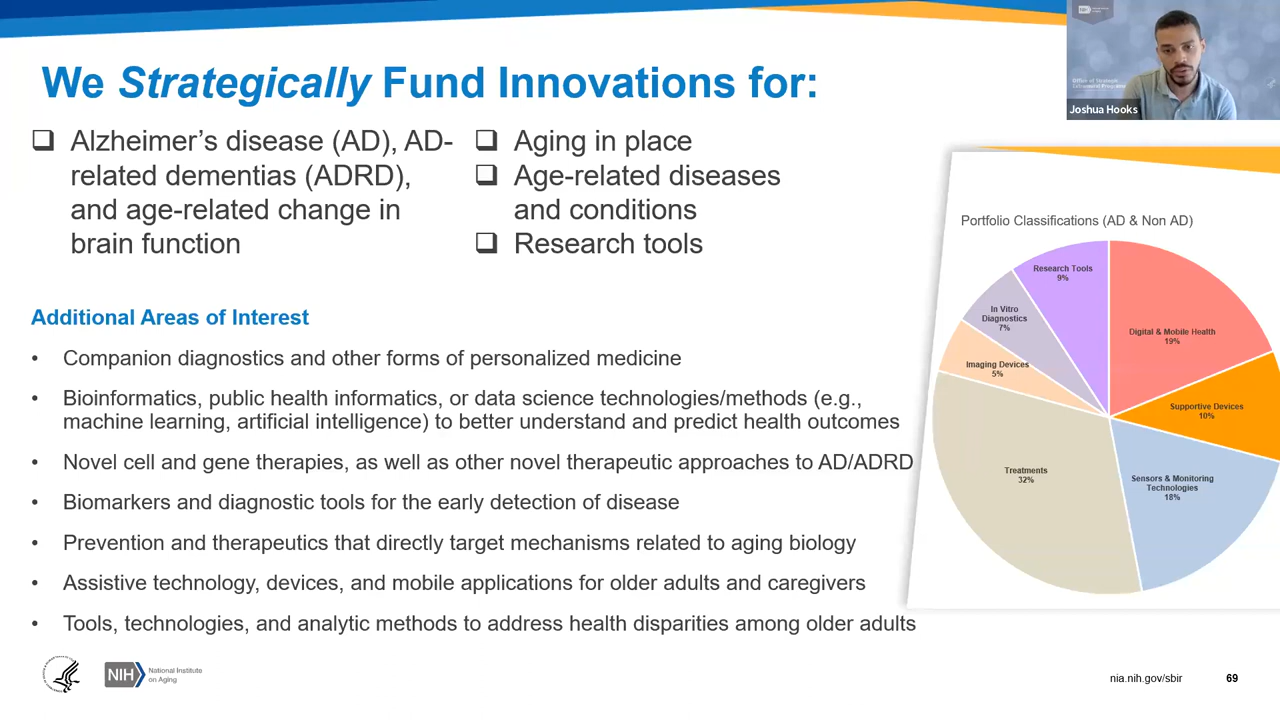 We Strategically Fund Innovations for:
❑ Alzheimer’s disease (AD), AD-
related dementias (ADRD),
and age-related change in
brain function
❑ Aging in place
❑ Age-related diseases
and conditions
❑ Research tools
Additional Areas of Interest
• Companion diagnostics and other forms of personalized medicine
• Bioinformatics, public health informatics, or data science technologies/methods (e.g.,
machine learning, artificial intelligence) to better understand and predict health outcomes
• Novel cell and gene therapies, as well as other novel therapeutic approaches to AD/ADRD
• Biomarkers and diagnostic tools for the early detection of disease
• Prevention and therapeutics that directly target mechanisms related to aging biology
• Assistive technology, devices, and mobile applications for older adults and caregivers
• Tools, technologies, and analytic methods to address health disparities among older adults
Portfolio Classifications (AD & Non AD)
Research Tools
9%
In Vitro
Diagnostics
7%
Imaging Devices
5%
Digital & Mobile Health
19%
Supportive Devices
10%
Treatments
32%
Sensors & Monitoring
Technologies
18%
NIH
Office of Strategic
Joshua Hooks
NIH
National Institute
on Aging
nia.nih.gov/sbir
69